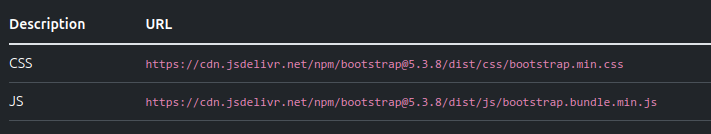 Description URL
CSS https://cdn.jsdelivr.net/npm/bootstrap@5.3.8/dist/css/bootstrap.min.css
JS https://cdn.jsdelivr.net/npm/bootstrap@5.3.8/dist/js/bootstrap.bundle.min.js